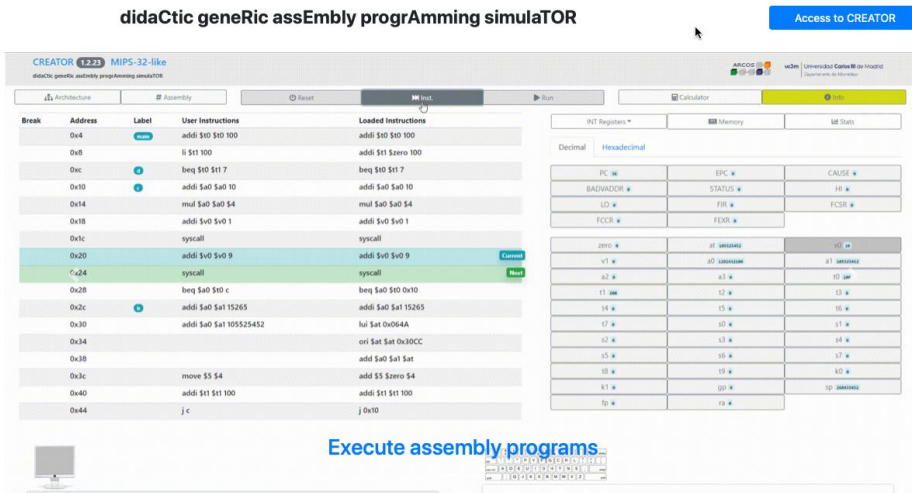 didaCtic geneRic assEmbly progrAmming simulaTOR
Access to CREATOR
CREATOR 1.2.23 MIPS-32-like
didaCtic geneRic assEmbly progrAmming simulaTOR
ARCOS uc3m Universidad Carlos III de Madrid
Architecture # Assembly Reset Inst. Run Calculator Info
Break Address Label User Instructions Loaded Instructions
0x4 main addi $t0 $t0 100 addi $t0 $t0 100
0x8 li $t1 100 addi $t1 $zero 100
0xc d beq $t0 $t1 7 beq $t0 $t1 7
0x10 c addi $a0 $a0 10 addi $a0 $a0 10
0x14 mul $a0 $a0 $4 mul $a0 $a0 $4
0x18 addi $v0 $v0 1 addi $v0 $v0 1
0x1c syscall syscall
0x20 addi $v0 $v0 9 addi $v0 $v0 9 Current
0x24 syscall syscall Next
0x28 beq $a0 $t0 c beq $a0 $t0 0x10
0x2c b addi $a0 $a1 15265 addi $a0 $a1 15265
0x30 addi $a0 $a1 105525452 lui $at 0x064A
0x34 ori $at $at 0x30CC
0x38 add $a0 $a1 $at
0x3c move $5 $4 add $5 $zero $4
0x40 addi $t1 $t1 100 addi $t1 $t1 100
0x44 j c j 0x10
INT Registers Memory Stats
Decimal Hexadecimal
PC EPC CAUSE
BADVADDR STATUS HI
LO FIR FCSR
FCCR FEXR
zero at v0
v1 a0 a1
a2 a3 t0
t1 t2 t3
t4 t5 t6
t7 s0 s1
s2 s3 s4
s5 s6 s7
t8 t9 k0
k1 gp sp
fp ra
Execute assembly programs